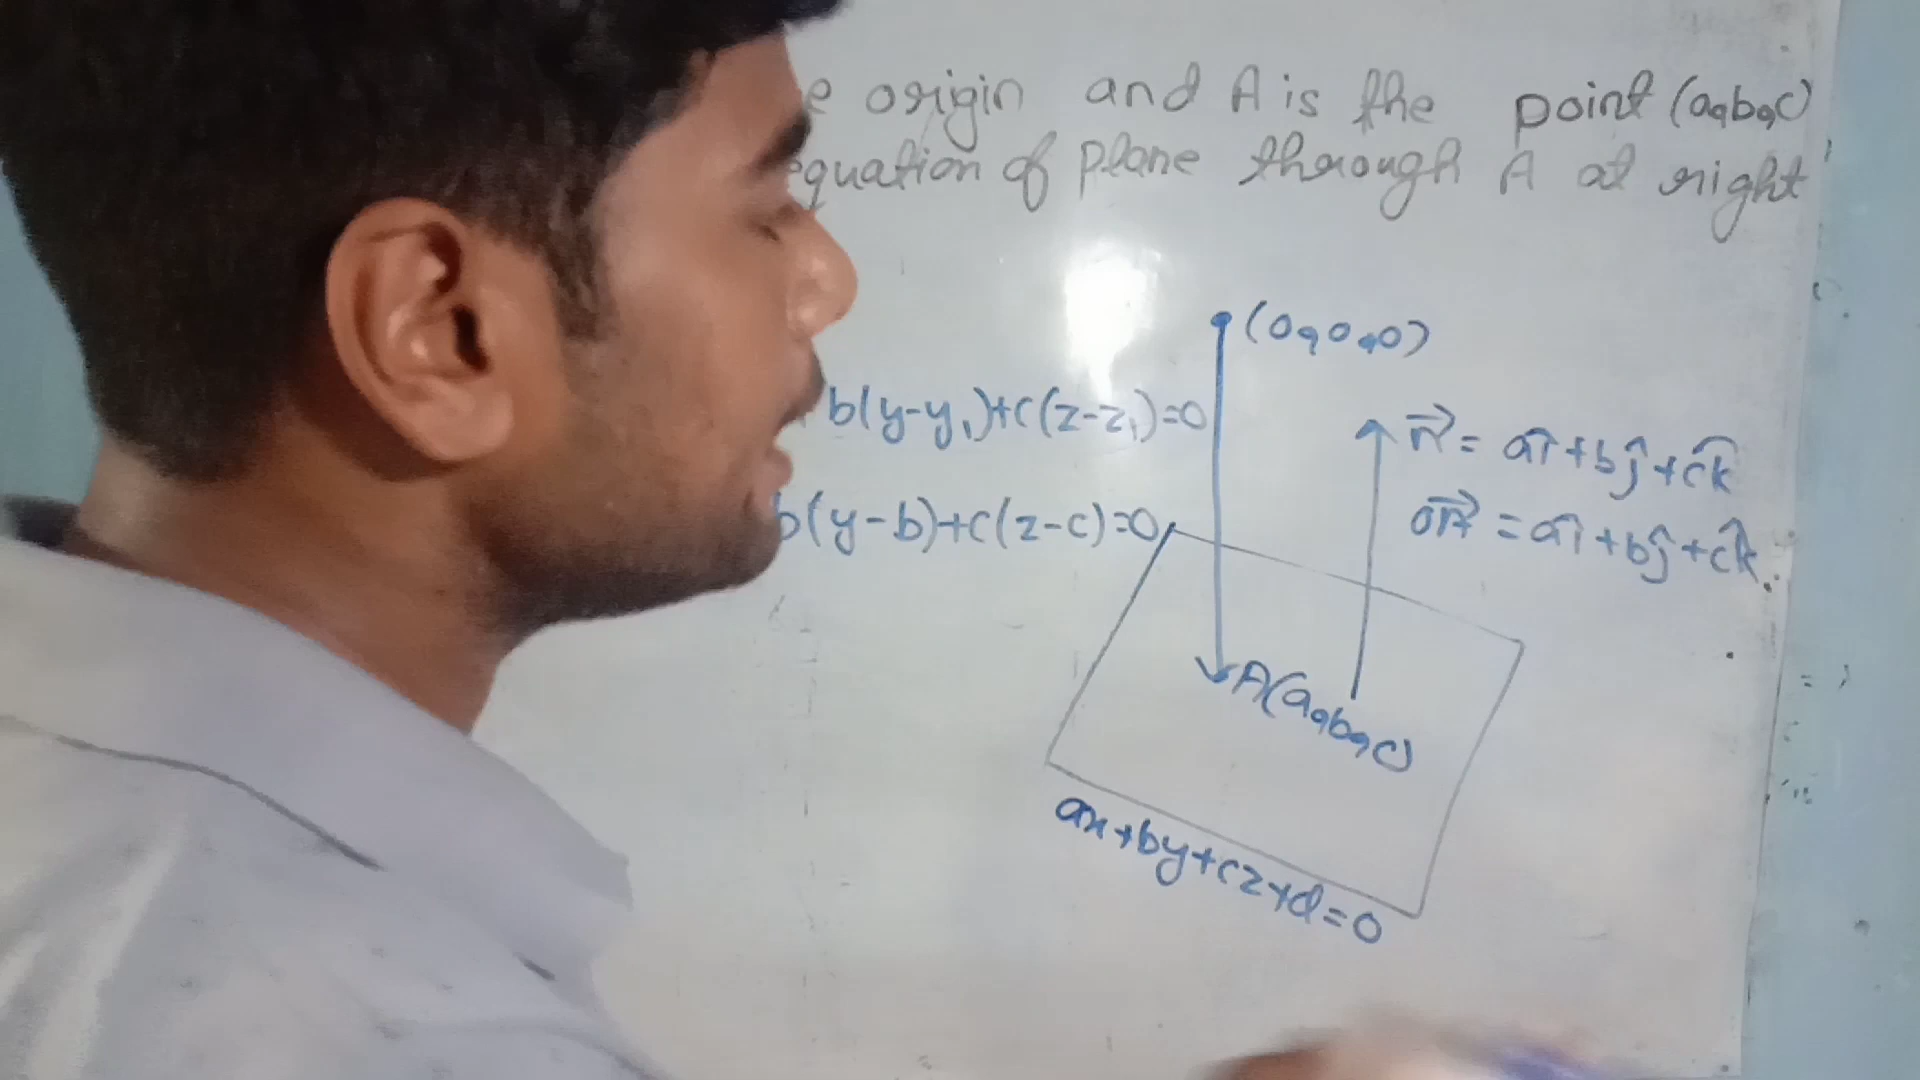 e origin and A is the point (a,b,c)
equation of plane through A at right
(0,0,0)
b(y-y₁)+c(z-z₁)=0
n⃗ = aî+bĵ+ck̂
b(y-b)+c(z-c)=0
OA⃗ = aî+bĵ+ck̂
A(a,b,c)
ax+by+cz+d=0